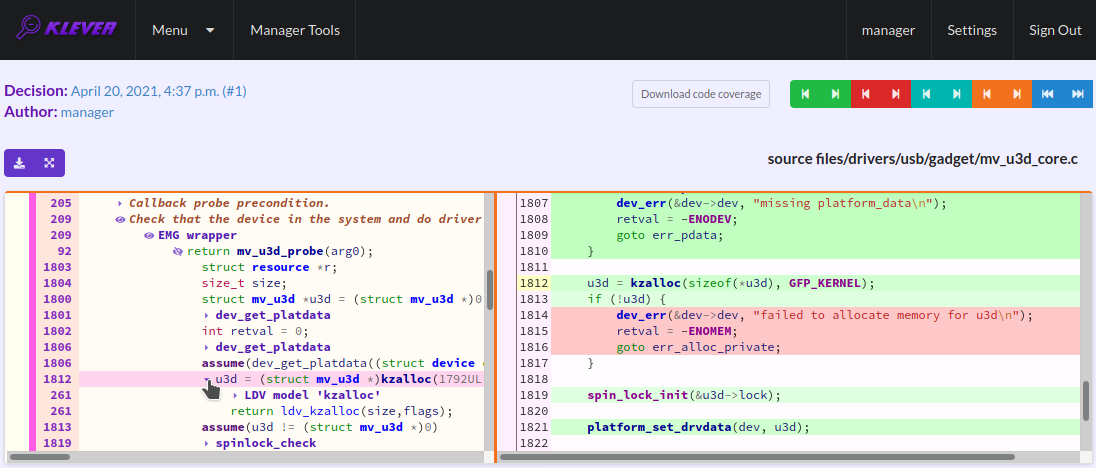 KLEVER Menu Manager Tools manager Settings Sign Out
Decision: April 20, 2021, 4:37 p.m. (#1)
Author: manager
Download code coverage
source files/drivers/usb/gadget/mv_u3d_core.c
205 Callback probe precondition.
209 Check that the device in the system and do driver
209 EMG wrapper
92 return mv_u3d_probe(arg0);
1803 struct resource *r;
1804 size_t size;
1800 struct mv_u3d *u3d = (struct mv_u3d *)0
1801 dev_get_platdata
1802 int retval = 0;
1806 dev_get_platdata
1806 assume(dev_get_platdata((struct device
1812 u3d = (struct mv_u3d *)kzalloc(1792UL
261 LDV model 'kzalloc'
261 return ldv_kzalloc(size,flags);
1813 assume(u3d != (struct mv_u3d *)0)
1819 spinlock_check
1807 dev_err(&dev->dev, "missing platform_data\n");
1808 retval = -ENODEV;
1809 goto err_pdata;
1810 }
1811
1812 u3d = kzalloc(sizeof(*u3d), GFP_KERNEL);
1813 if (!u3d) {
1814 dev_err(&dev->dev, "failed to allocate memory for u3d\n");
1815 retval = -ENOMEM;
1816 goto err_alloc_private;
1817 }
1818
1819 spin_lock_init(&u3d->lock);
1820
1821 platform_set_drvdata(dev, u3d);
1822